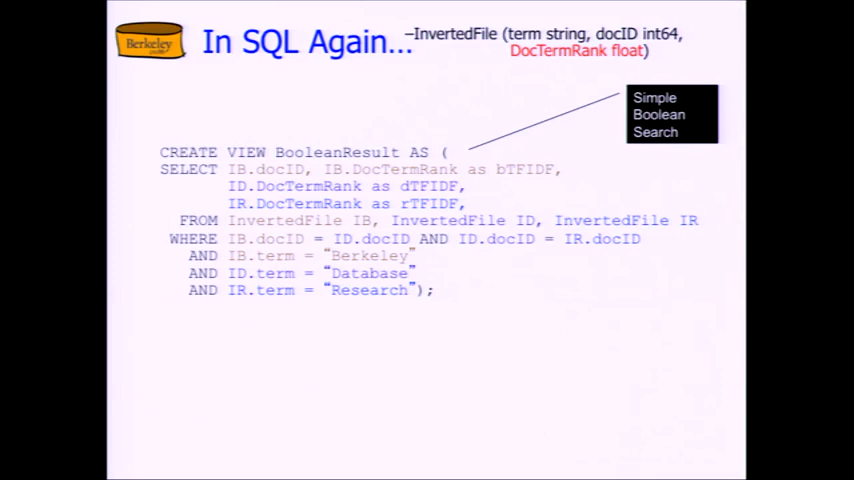 Berkeley
In SQL Again...
–InvertedFile (term string, docID int64,
DocTermRank float)
Simple
Boolean
Search
CREATE VIEW BooleanResult AS (
SELECT IB.docID, IB.DocTermRank as bTFIDF,
ID.DocTermRank as dTFIDF,
IR.DocTermRank as rTFIDF,
FROM InvertedFile IB, InvertedFile ID, InvertedFile IR
WHERE IB.docID = ID.docID AND ID.docID = IR.docID
AND IB.term = “Berkeley”
AND ID.term = “Database”
AND IR.term = “Research”);